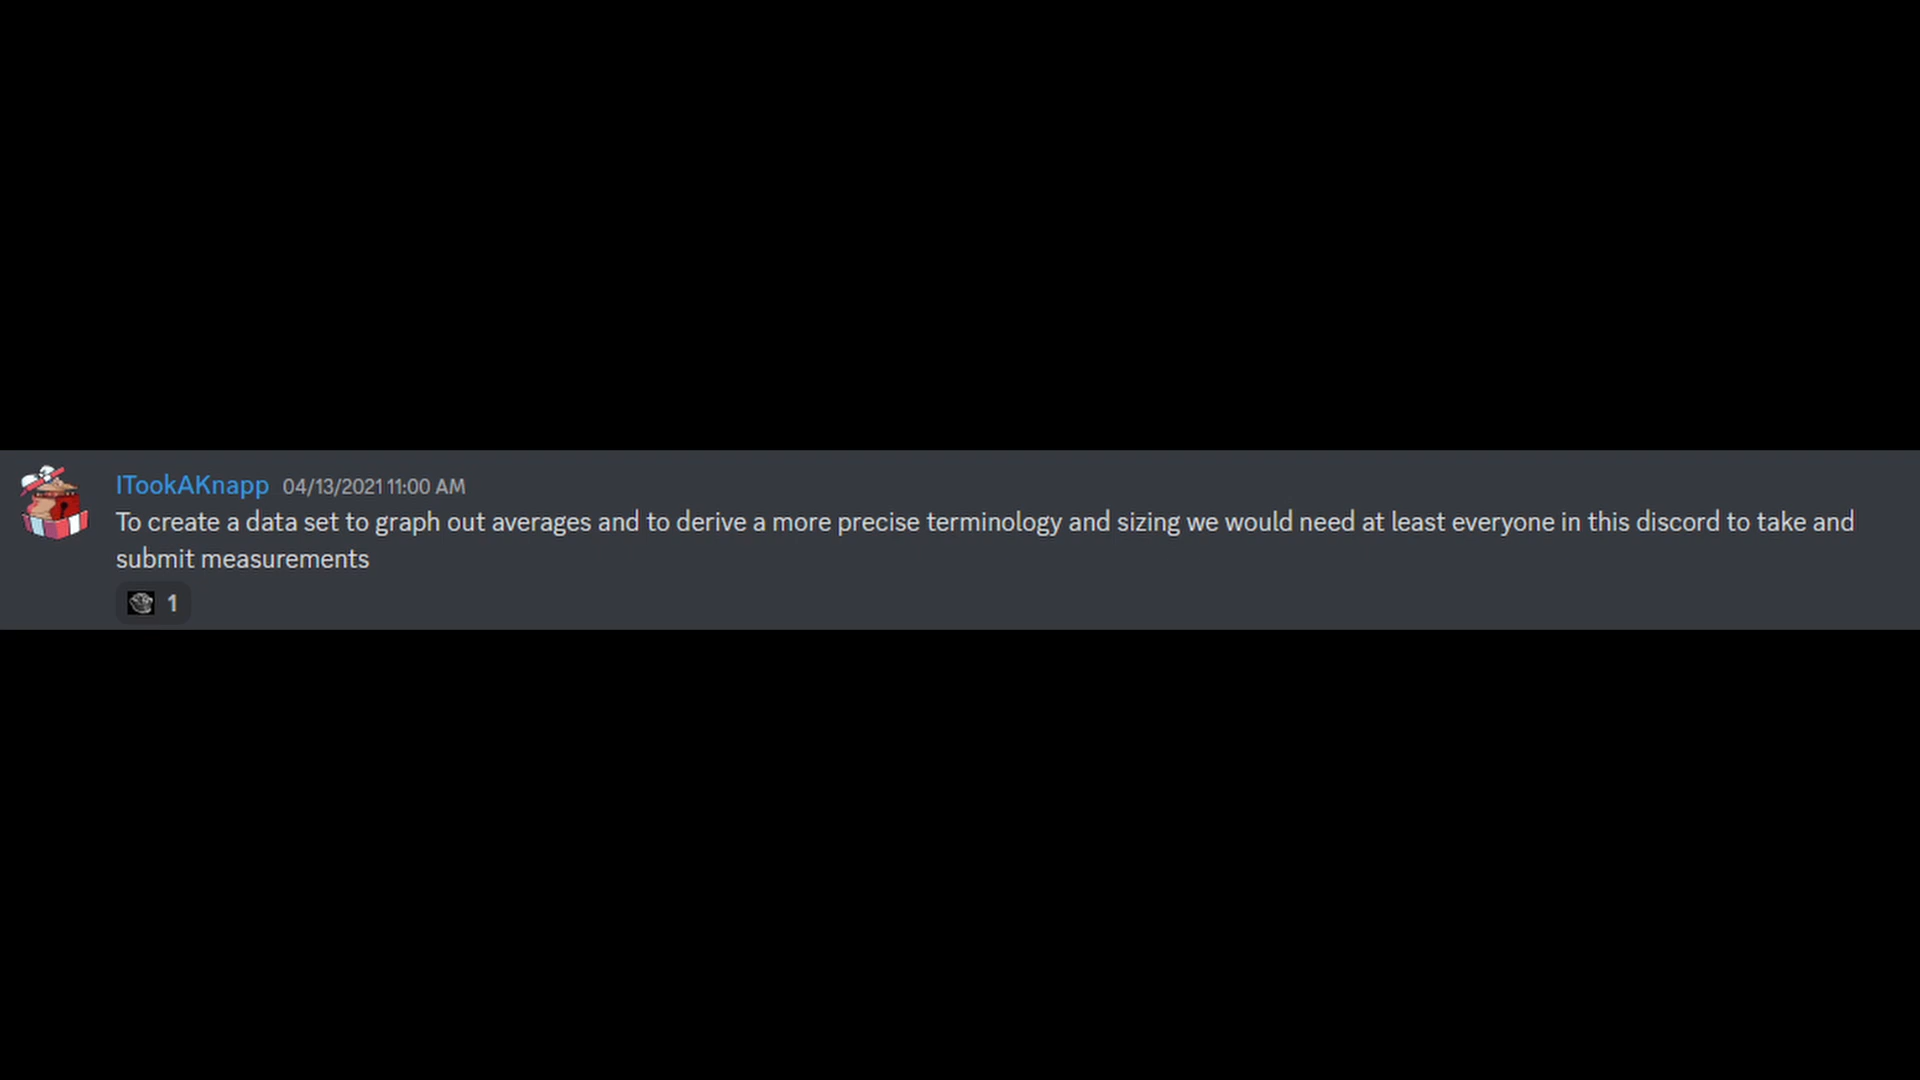 ITookAKnapp 04/13/2021 11:00 AM
To create a data set to graph out averages and to derive a more precise terminology and sizing we would need at least everyone in this discord to take and
submit measurements
1